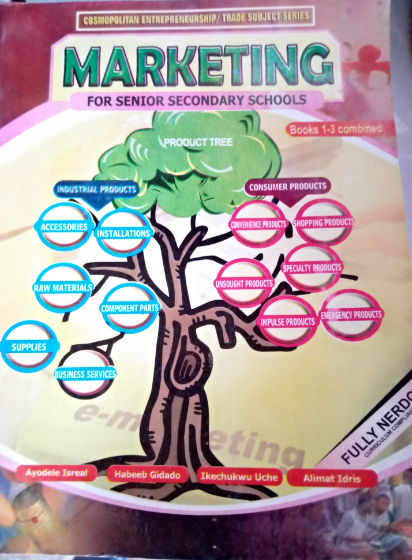 COSMOPOLITAN ENTREPRENEURSHIP/ TRADE SUBJECT SERIES
MARKETING
FOR SENIOR SECONDARY SCHOOLS
Books 1-3 combined
PRODUCT TREE
INDUSTRIAL PRODUCTS
CONSUMER PRODUCTS
ACCESSORIES
INSTALLATIONS
CONVENIENCE PRODUCTS
SHOPPING PRODUCTS
RAW MATERIALS
COMPONENT PARTS
UNSOUGHT PRODUCTS
SPECIALTY PRODUCTS
IMPULSE PRODUCTS
EMERGENCY PRODUCTS
SUPPLIES
BUSINESS SERVICES
FULLY NERDC
CURRICULUM
Ayodele Isreal
Habeeb Gidado
Ikechukwu Uche
Alimat Idris